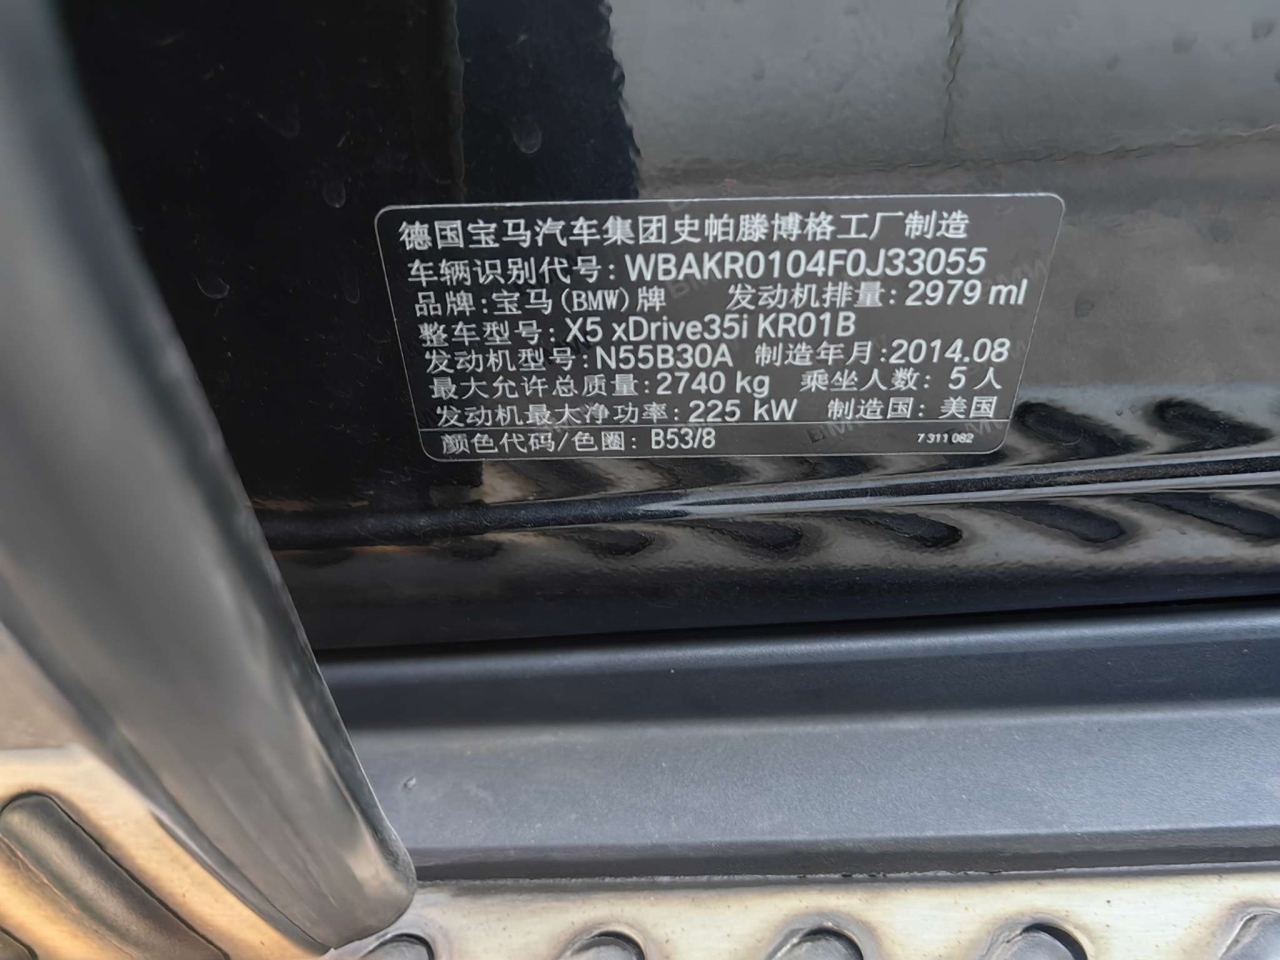 德国宝马汽车集团史帕滕博格工厂制造
车辆识别代号: WBAKR0104F0J33055
品牌: 宝马(BMW)牌 发动机排量: 2979 ml
整车型号: X5 xDrive35i KR01B
发动机型号: N55B30A 制造年月: 2014.08
最大允许总质量: 2740 kg 乘坐人数: 5人
发动机最大净功率: 225 kW 制造国: 美国
颜色代码/色圈: B53/8 7 311 082